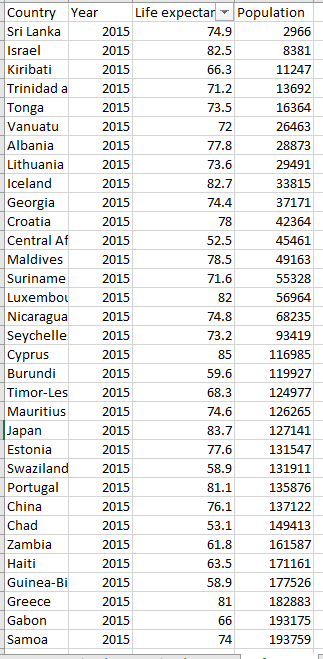 Country Year Life expectar Population
Sri Lanka 2015 74.9 2966
Israel 2015 82.5 8381
Kiribati 2015 66.3 11247
Trinidad a 2015 71.2 13692
Tonga 2015 73.5 16364
Vanuatu 2015 72 26463
Albania 2015 77.8 28873
Lithuania 2015 73.6 29491
Iceland 2015 82.7 33815
Georgia 2015 74.4 37171
Croatia 2015 78 42364
Central Af 2015 52.5 45461
Maldives 2015 78.5 49163
Suriname 2015 71.6 55328
Luxembou 2015 82 56964
Nicaragua 2015 74.8 68235
Seychelle 2015 73.2 93419
Cyprus 2015 85 116985
Burundi 2015 59.6 119927
Timor-Les 2015 68.3 124977
Mauritius 2015 74.6 126265
Japan 2015 83.7 127141
Estonia 2015 77.6 131547
Swaziland 2015 58.9 131911
Portugal 2015 81.1 135876
China 2015 76.1 137122
Chad 2015 53.1 149413
Zambia 2015 61.8 161587
Haiti 2015 63.5 171161
Guinea-Bi 2015 58.9 177526
Greece 2015 81 182883
Gabon 2015 66 193175
Samoa 2015 74 193759